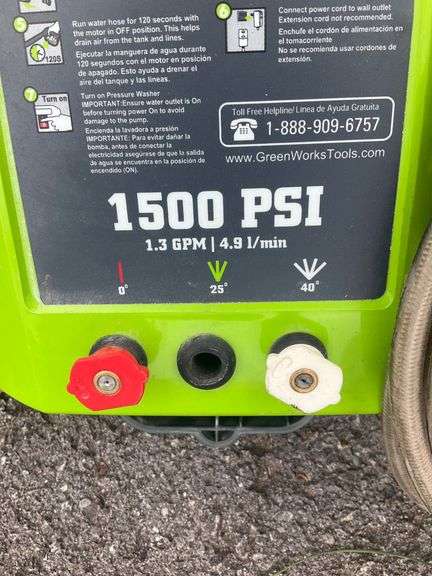 6
Run water hose for 120 seconds with
the motor in OFF position. This helps
drain air from the tank and lines.
120S
Ejecutar la manguera de agua durante
120 segundos con el motor en posición
de apagado. Esto ayuda a drenar el
aire del tanque y las líneas.
7
Turn on
Turn on Pressure Washer
IMPORTANT:Ensure water outlet is On
before turning power On to avoid
damage to the pump.
Encienda la lavadora a presión
IMPORTANTE: Para evitar dañar la
bomba, antes de conectar la
electricidad asegúrese de que la salida
de agua se encuentra en la posición de
encendido (ON).
Connect power cord to wall outlet
Extension cord not recommended.
Enchufe el cordón de alimentación en
el tomacorriente
No se recomienda usar cordones de
extensión.
Toll Free Helpline/ Linea de Ayuda Gratuita
1-888-909-6757
www.GreenWorksTools.com
1500 PSI
1.3 GPM | 4.9 l/min
0° 25° 40°